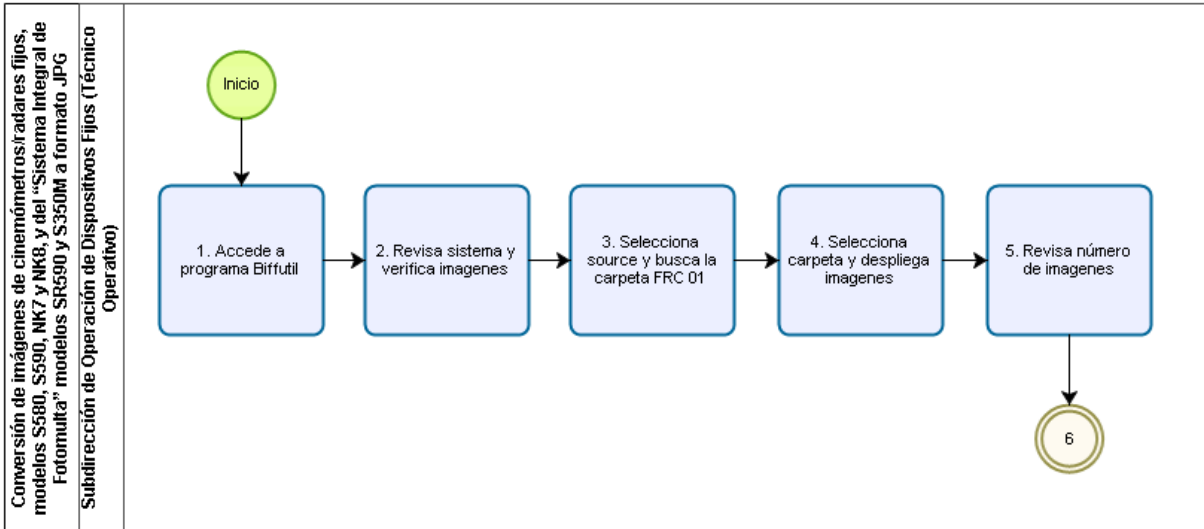 Conversión de imágenes de cinemómetros/radares fijos,
modelos S580, S590, NK7 y NK8, y del “Sistema Integral de
Fotomulta” modelos SR590 y S350M a formato JPG
Subdirección de Operación de Dispositivos Fijos (Técnico
Operativo)
Inicio
1. Accede a
programa Biffutil
2. Revisa sistema y
verifica imagenes
3. Selecciona
source y busca la
carpeta FRC 01
4. Selecciona
carpeta y despliega
imagenes
5. Revisa número
de imagenes
6